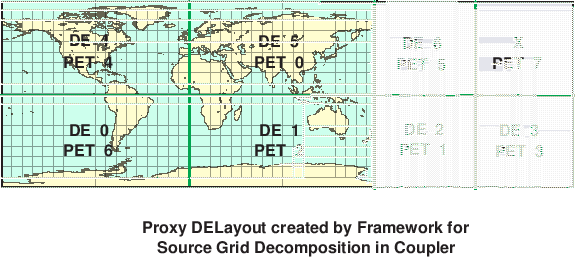 DE 4
PET 4
DE 5
PET 0
DE 6
PET 5
PET 7
DE 0
PET 6
DE 1
PET 2
DE 2
PET 1
DE 3
PET 3
Proxy DELayout created by Framework for
Source Grid Decomposition in Coupler